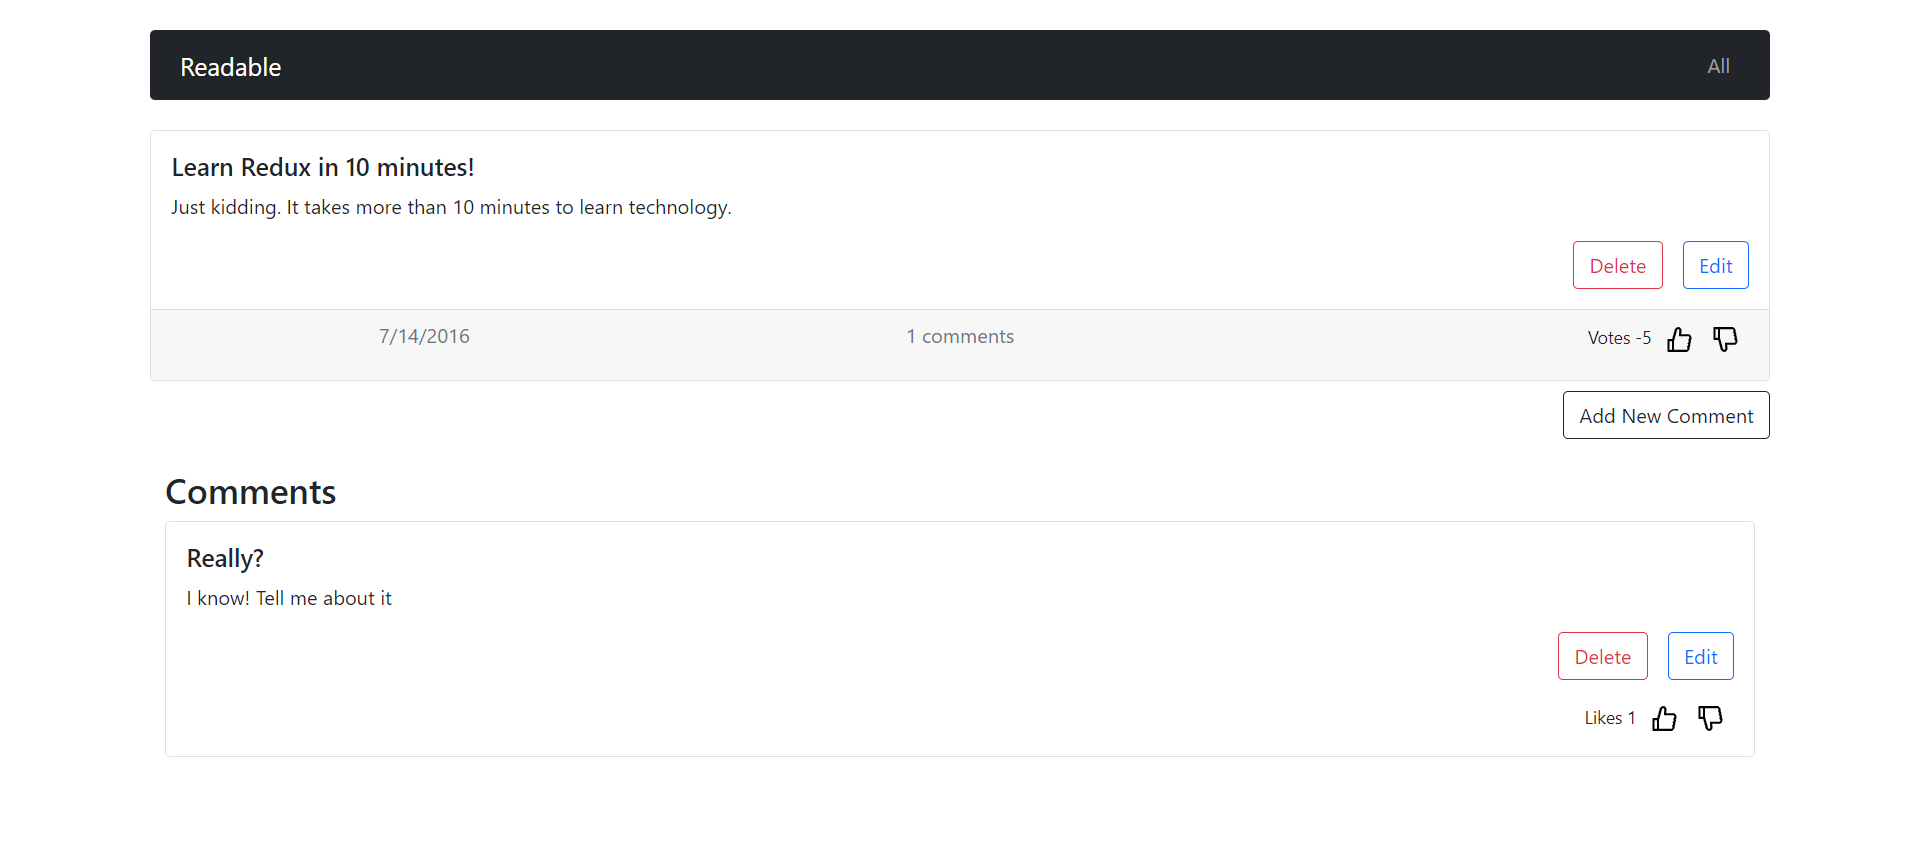 Readable All
Learn Redux in 10 minutes!
Just kidding. It takes more than 10 minutes to learn technology.
Delete Edit
7/14/2016 1 comments Votes -5
Add New Comment
Comments
Really?
I know! Tell me about it
Delete Edit
Likes 1